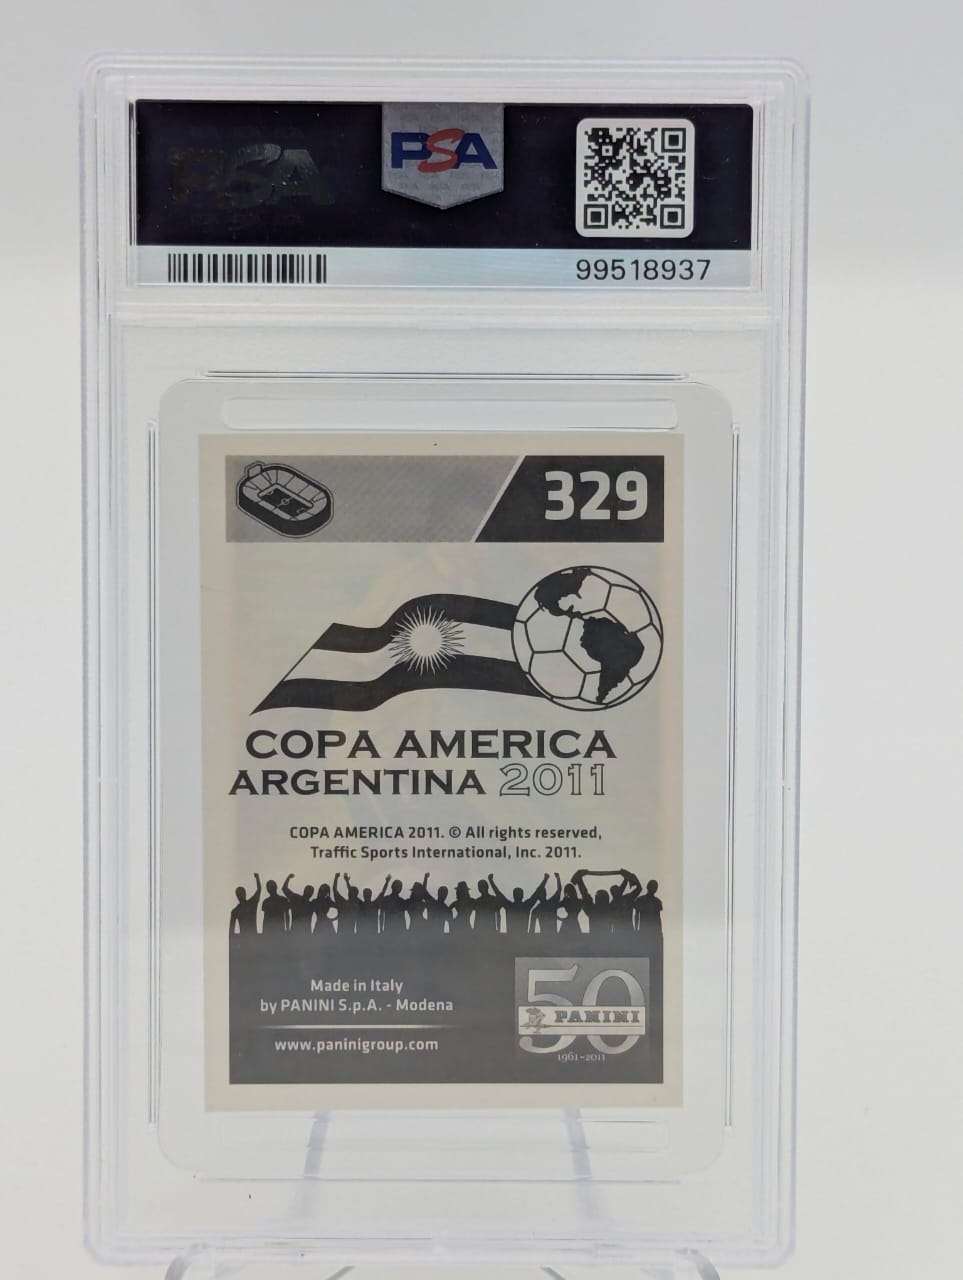 PSA
PSA
99518937
329
COPA AMERICA
ARGENTINA 2011
COPA AMERICA 2011. © All rights reserved,
Traffic Sports International, Inc. 2011.
Made in Italy
by PANINI S.p.A. - Modena
www.paninigroup.com
50
PANINI
1961-2011